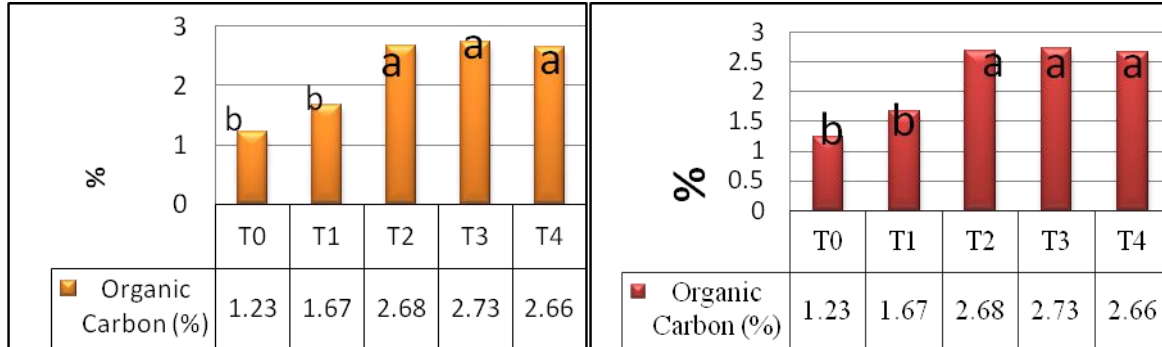 3
2
1
0
%
b
b
a
a
a
T0 T1 T2 T3 T4
Organic
Carbon (%)
1.23 1.67 2.68 2.73 2.66
3
2.5
2
1.5
1
0.5
0
%
b
b
a
a
a
T0 T1 T2 T3 T4
Organic
Carbon (%)
1.23 1.67 2.68 2.73 2.66